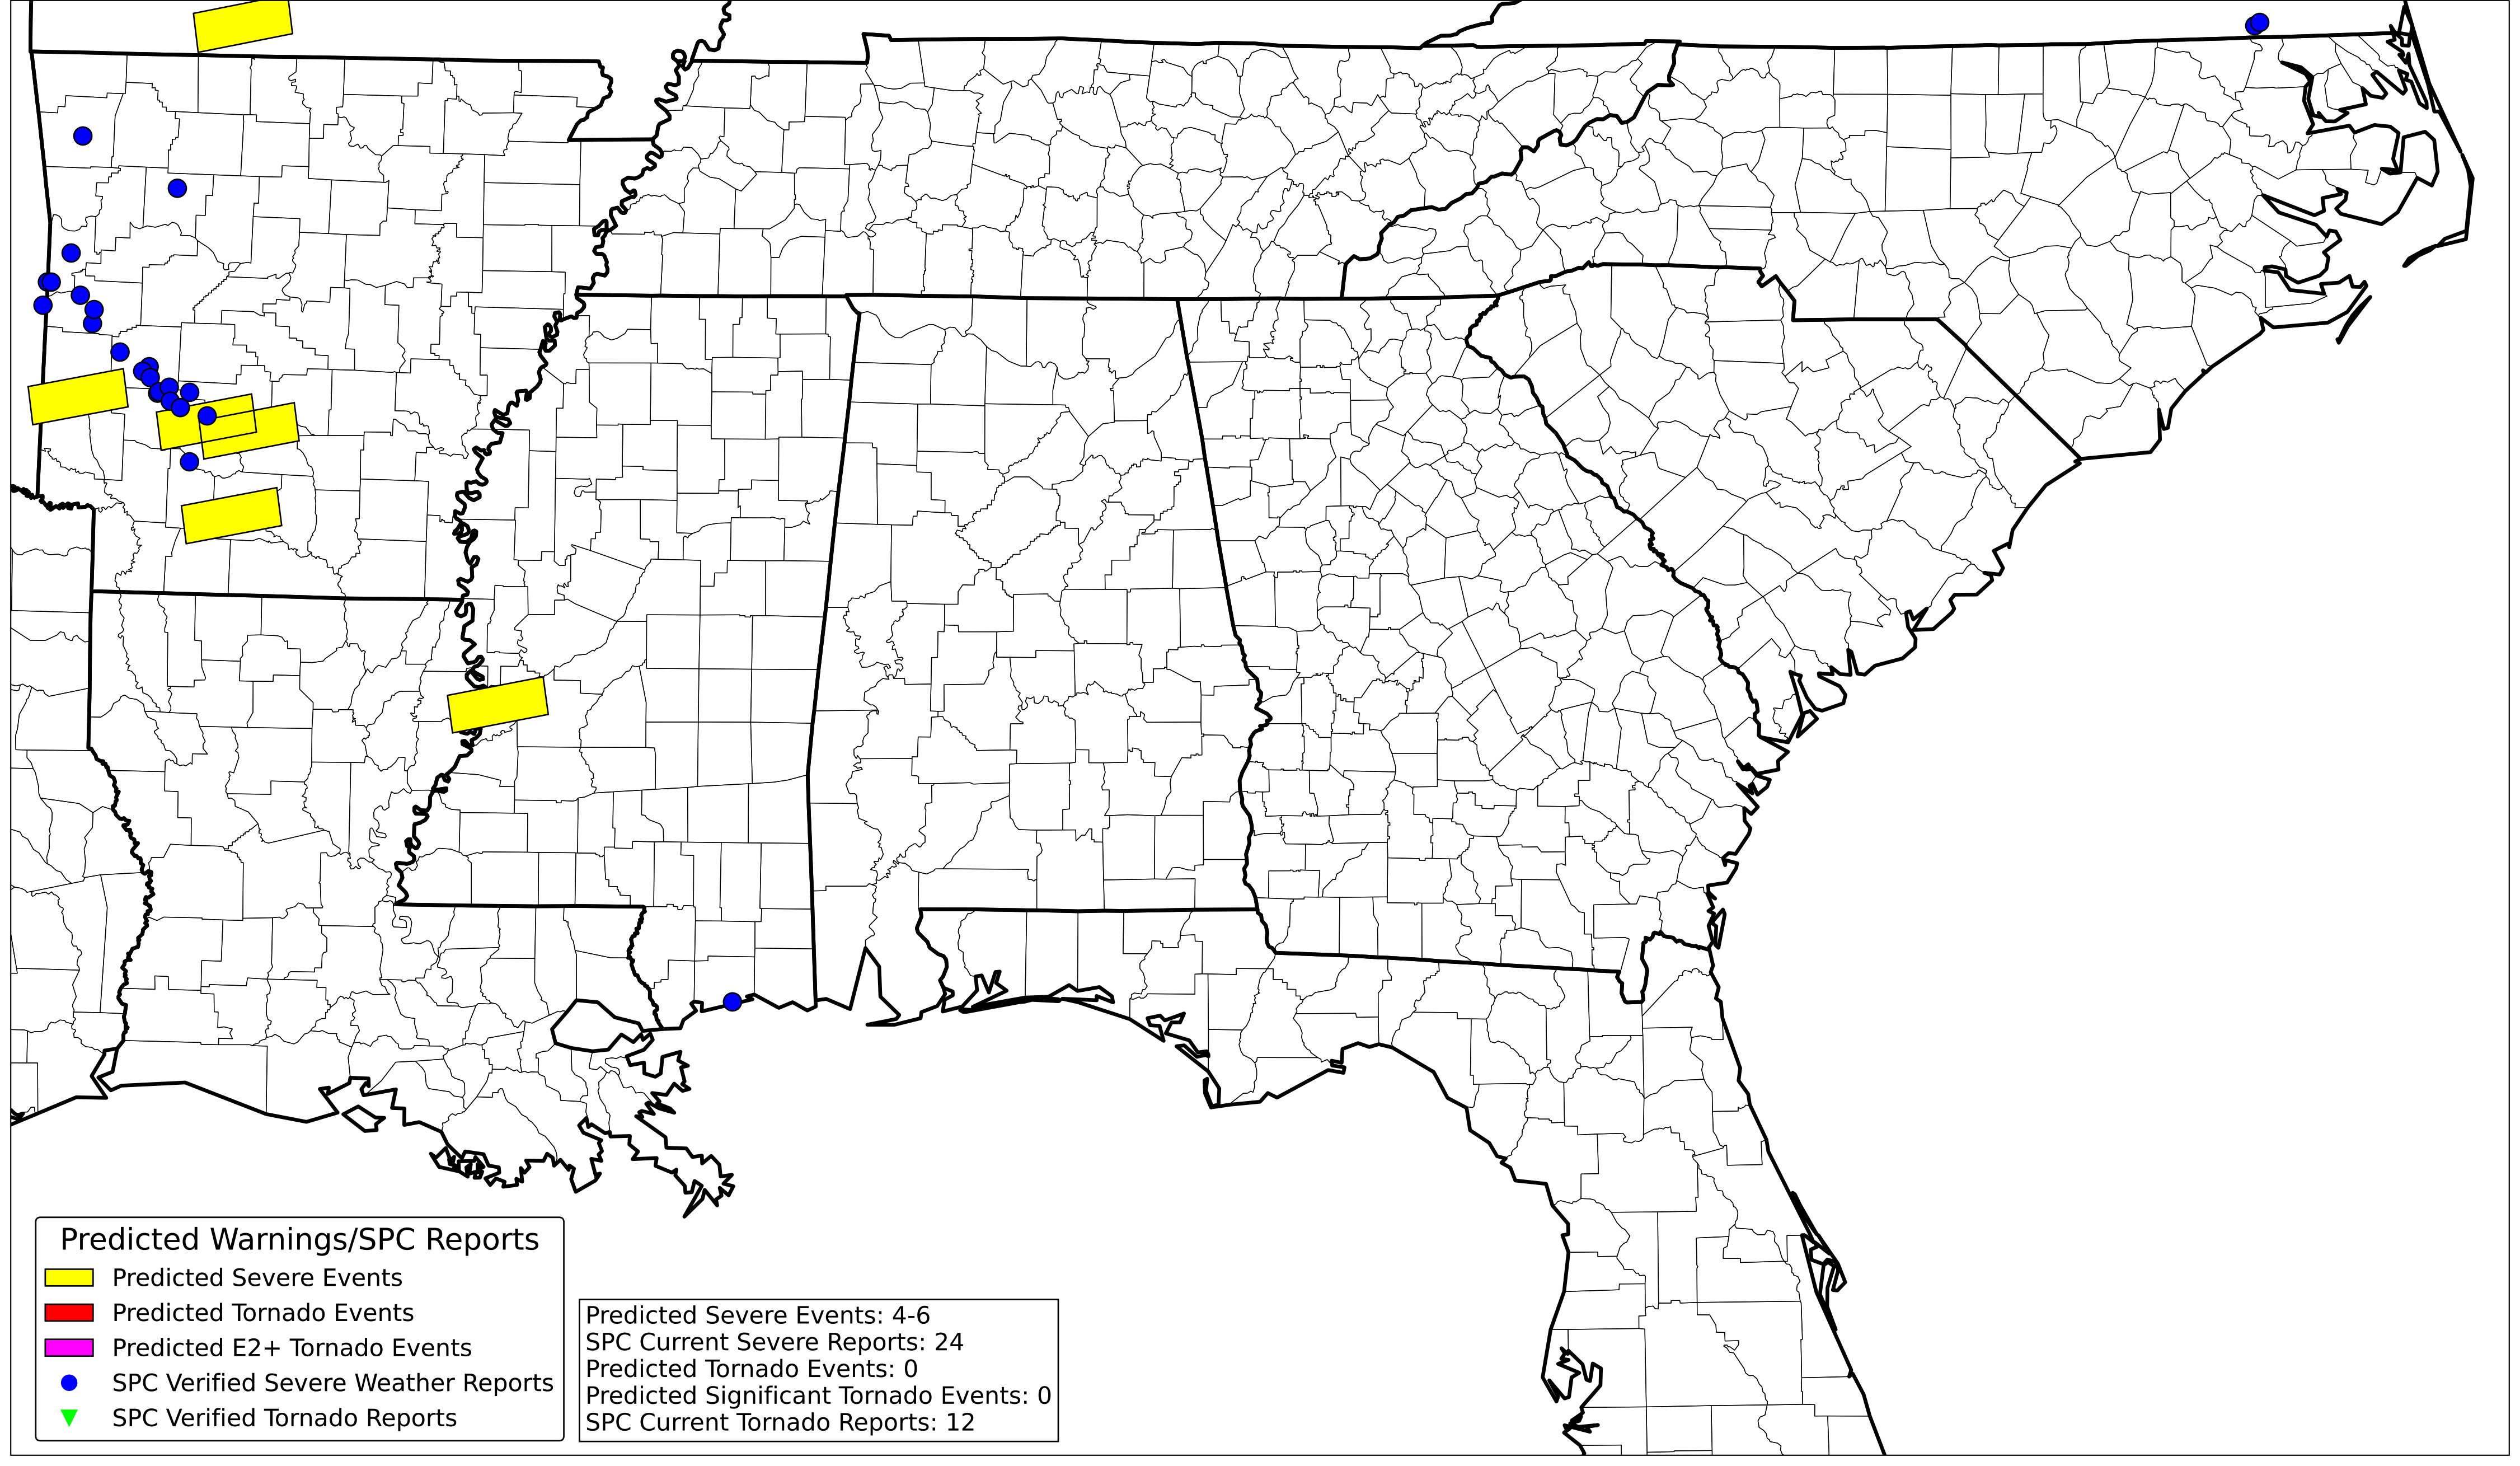 Predicted Warnings/SPC Reports
Predicted Severe Events
Predicted Tornado Events
Predicted E2+ Tornado Events
SPC Verified Severe Weather Reports
SPC Verified Tornado Reports
Predicted Severe Events: 4-6
SPC Current Severe Reports: 24
Predicted Tornado Events: 0
Predicted Significant Tornado Events: 0
SPC Current Tornado Reports: 12